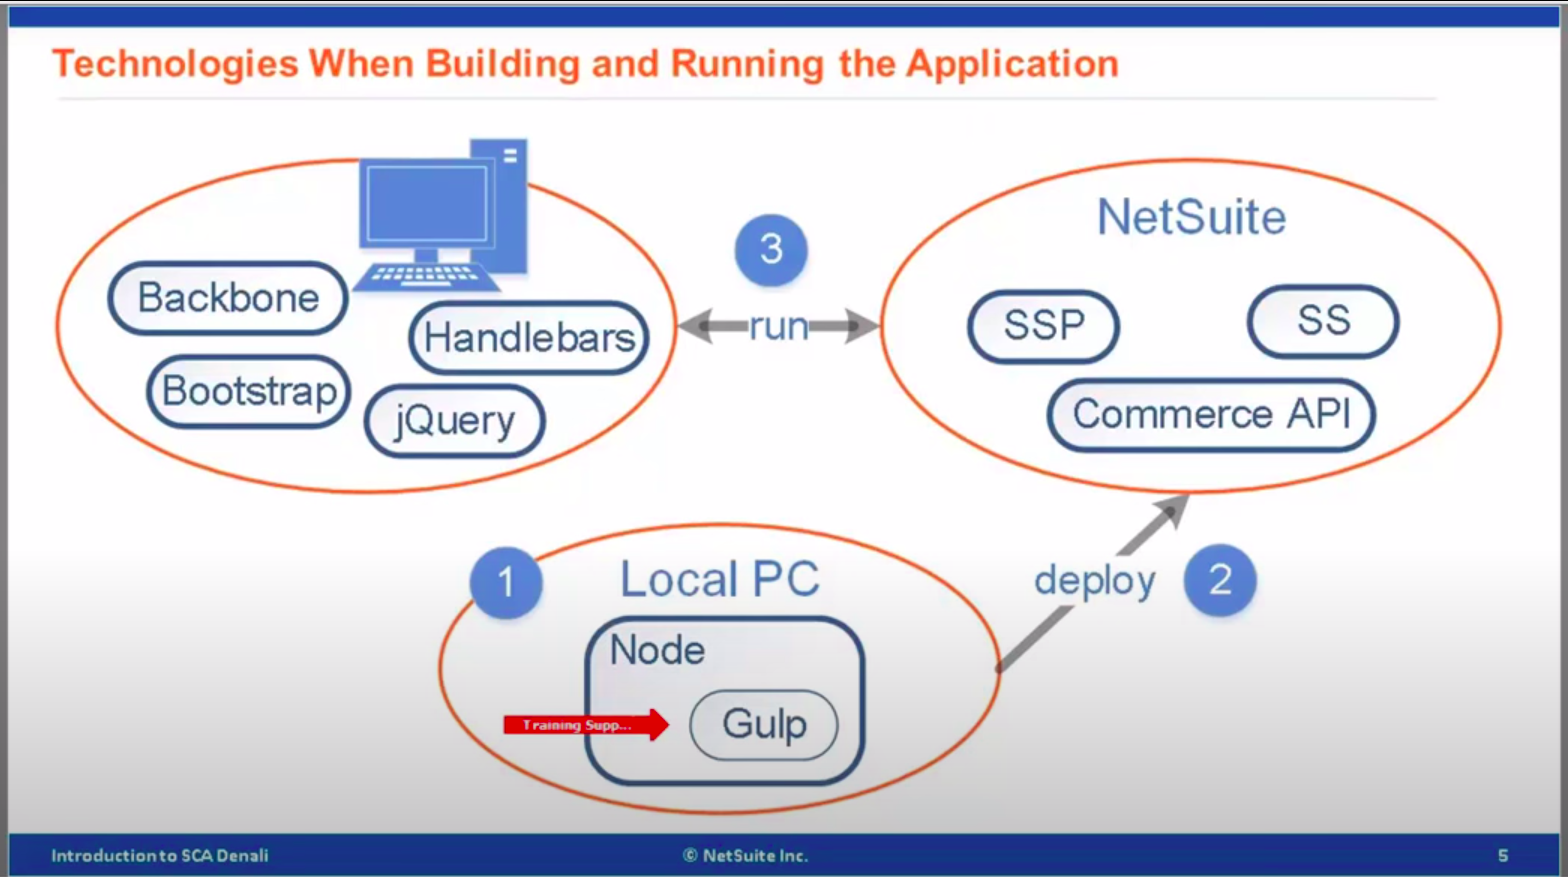 Technologies When Building and Running the Application
Backbone
Handlebars
Bootstrap
jQuery
3
run
NetSuite
SSP
SS
Commerce API
1
Local PC
Node
Training Supp...
Gulp
deploy
2
Introduction to SCA Denali
© NetSuite Inc.
5